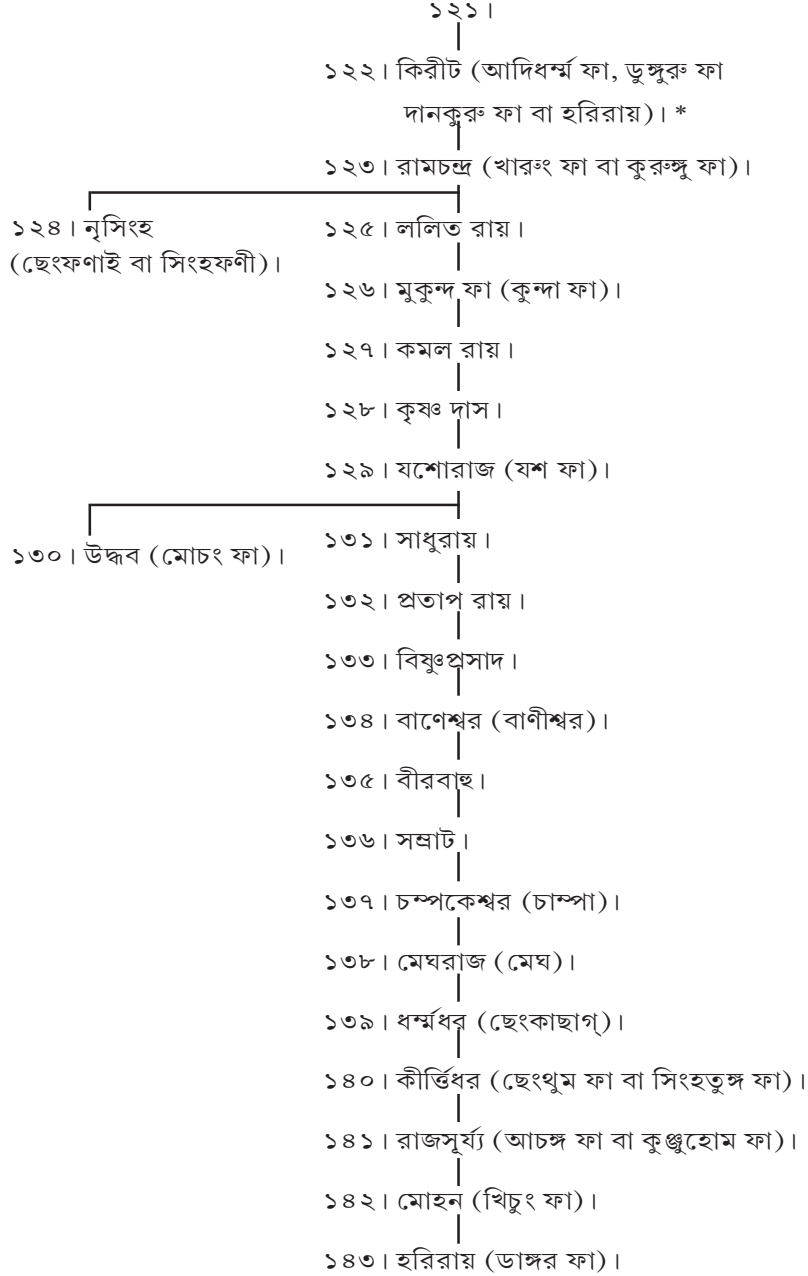 ১২১।
১২২। কিরীট (আদিধর্ম্ম ফা, ডুঙ্গুরু ফা
দানকুরু ফা বা হরিরায়)। *
১২৩। রামচন্দ্র (খারুং ফা বা কুরুঙ্গু ফা)।
১২৪। নৃসিংহ
(ছেংফণাই বা সিংহফণী)।
১২৫। ললিত রায়।
১২৬। মুকুন্দ ফা (কুন্দা ফা)।
১২৭। কমল রায়।
১২৮। কৃষ্ণ দাস।
১২৯। যশোরাজ (যশ ফা)।
১৩০। উদ্ধব (মোচং ফা)।
১৩১। সাধুরায়।
১৩২। প্রতাপ রায়।
১৩৩। বিষ্ণুপ্রসাদ।
১৩৪। বাণেশ্বর (বাণীশ্বর)।
১৩৫। বীরবাহু।
১৩৬। সম্রাট।
১৩৭। চম্পকেশ্বর (চাম্পা)।
১৩৮। মেঘরাজ (মেঘ)।
১৩৯। ধর্ম্মধর (ছেংকাছাগ্)।
১৪০। কীর্ত্তিধর (ছেংথুম ফা বা সিংহতুঙ্গ ফা)।
১৪১। রাজসূর্য্য (আচঙ্গ ফা বা কুঞ্জুহোম ফা)।
১৪২। মোহন (খিচুং ফা)।
১৪৩। হরিরায় (ডাঙ্গর ফা)।